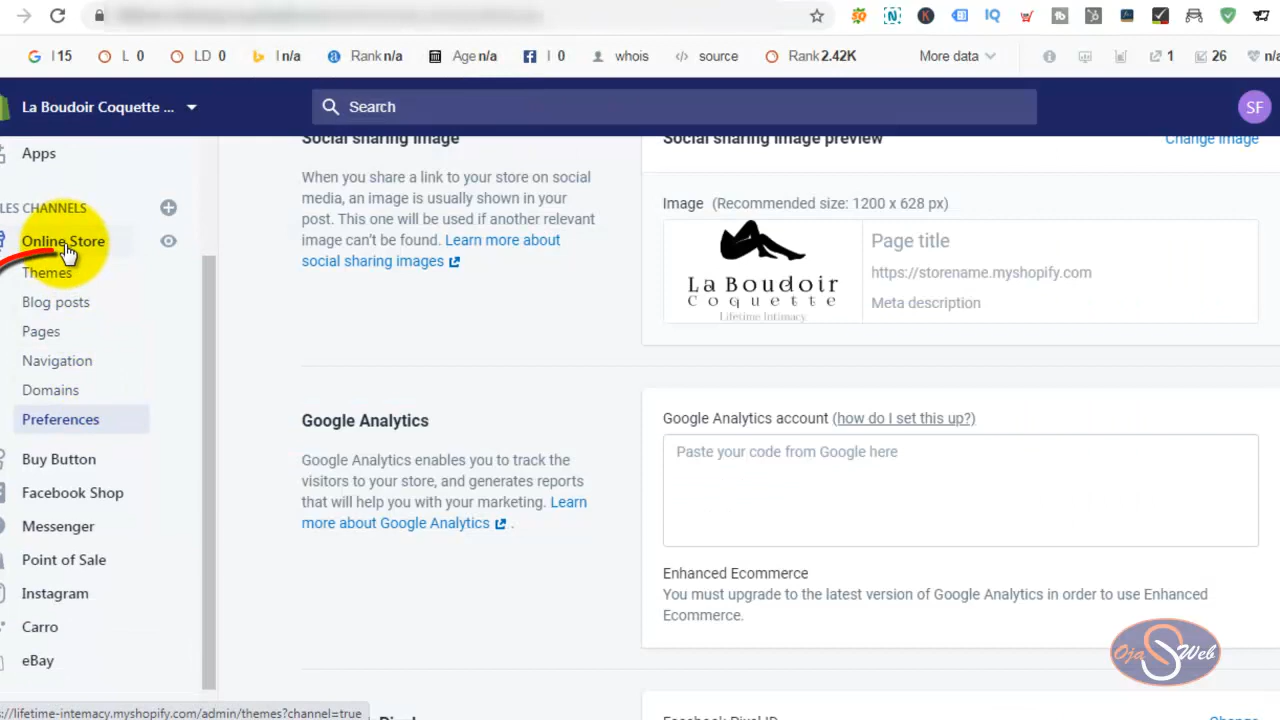 I 15
L 0
LD 0
I n/a
Rank n/a
Age n/a
I 0
whois
source
Rank 2.42K
More data
1
26
n/a
La Boudoir Coquette ...
Search
SF
Apps
LES CHANNELS
Online Store
Themes
Blog posts
Pages
Navigation
Domains
Preferences
Buy Button
Facebook Shop
Messenger
Point of Sale
Instagram
Carro
eBay
Social sharing image
When you share a link to your store on social
media, an image is usually shown in your
post. This one will be used if another relevant
image can't be found. Learn more about
social sharing images
Social sharing image preview
Change image
Image (Recommended size: 1200 x 628 px)
La Boudoir
Coquette
Lifetime Intimacy.
Page title
https://storename.myshopify.com
Meta description
Google Analytics
Google Analytics enables you to track the
visitors to your store, and generates reports
that will help you with your marketing. Learn
more about Google Analytics .
Google Analytics account (how do I set this up?)
Paste your code from Google here
Enhanced Ecommerce
You must upgrade to the latest version of Google Analytics in order to use Enhanced
Ecommerce.
Facebook Pixel ID
Change
Ojas Web
s://lifetime-intemacy.myshopify.com/admin/themes?channel=true